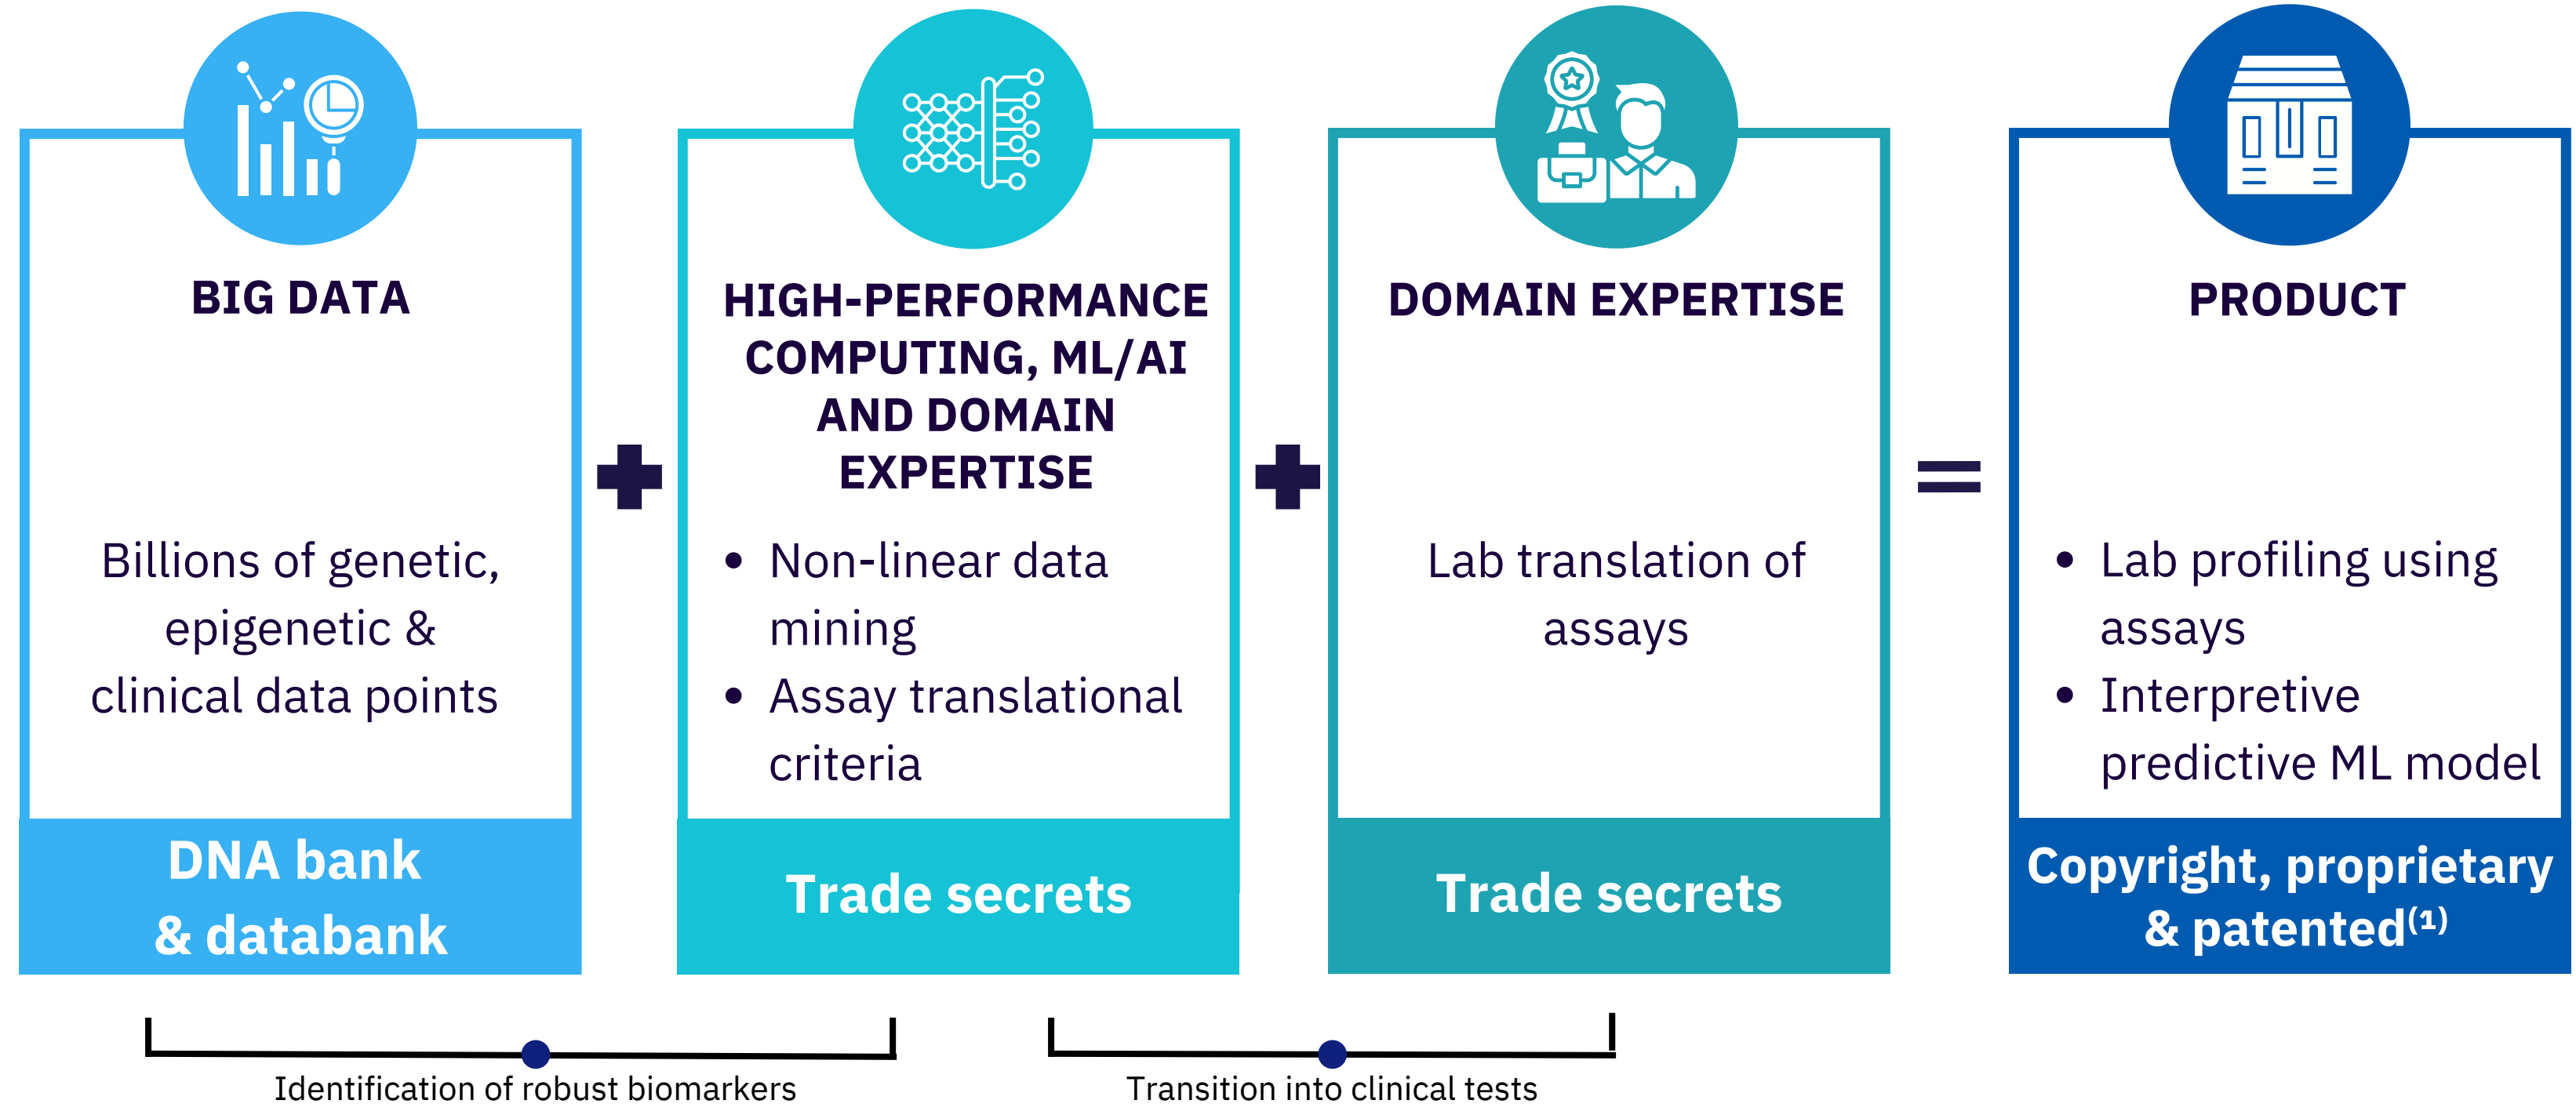 BIG DATA
Billions of genetic,
epigenetic &
clinical data points
DNA bank
& databank
HIGH-PERFORMANCE
COMPUTING, ML/AI
AND DOMAIN
EXPERTISE
• Non-linear data
mining
• Assay translational
criteria
Trade secrets
DOMAIN EXPERTISE
Lab translation of
assays
Trade secrets
PRODUCT
• Lab profiling using
assays
• Interpretive
predictive ML model
Copyright, proprietary
& patented(1)
Identification of robust biomarkers
Transition into clinical tests